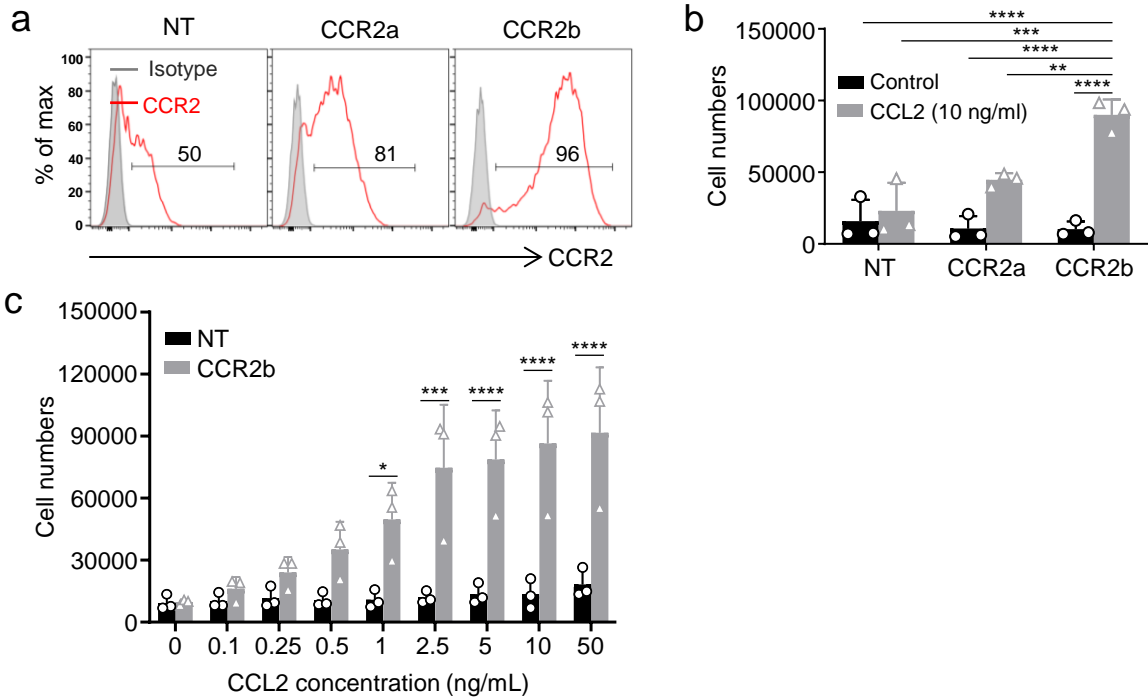 a
NT
CCR2a
CCR2b
% of max
100
80
60
40
20
0
Isotype
CCR2
50
81
96
CCR2
b
****
***
****
**
****
Control
CCL2 (10 ng/ml)
Cell numbers
150000
100000
50000
0
NT
CCR2a
CCR2b
c
NT
CCR2b
Cell numbers
150000
120000
90000
60000
30000
0
*
***
****
****
****
0 0.1 0.25 0.5 1 2.5 5 10 50
CCL2 concentration (ng/mL)